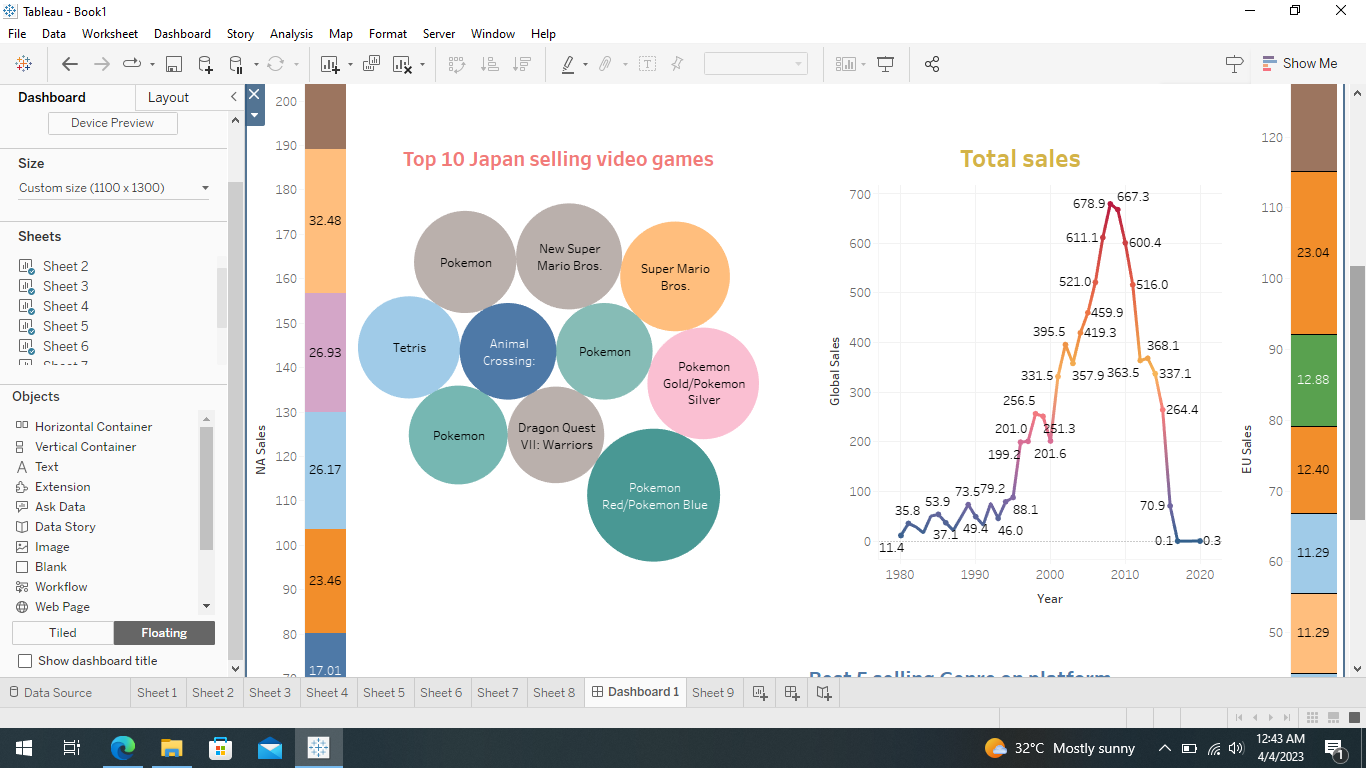 Tableau - Book1
File Data Worksheet Dashboard Story Analysis Map Format Server Window Help
Show Me
Dashboard Layout
Device Preview
Size
Custom size (1100 x 1300)
Sheets
Sheet 2
Sheet 3
Sheet 4
Sheet 5
Sheet 6
Sheet 7
Objects
Horizontal Container
Vertical Container
Text
Extension
Ask Data
Data Story
Image
Blank
Workflow
Web Page
Tiled Floating
Show dashboard title
NA Sales
200
190
180
170
160
150
140
130
120
110
100
90
80
70
32.48
26.93
26.17
23.46
17.01
Top 10 Japan selling video games
Pokemon
New Super
Mario Bros.
Super Mario
Bros.
Tetris
Animal
Crossing:
Pokemon
Pokemon
Gold/Pokemon
Silver
Pokemon
Dragon Quest
VII: Warriors
Pokemon
Red/Pokemon Blue
Total sales
Global Sales
700
600
500
400
300
200
100
0
11.4
35.8
53.9
37.1
73.5
49.4
79.2
46.0
88.1
199.2
201.0
256.5
251.3
201.6
331.5
395.5
357.9
419.3
459.9
521.0
611.1
678.9
667.3
600.4
516.0
363.5
368.1
337.1
264.4
70.9
0.1
0.3
1980 1990 2000 2010 2020
Year
EU Sales
120
110
100
90
80
70
60
50
23.04
12.88
12.40
11.29
11.29
Best 5 selling Genre on platform
Data Source Sheet 1 Sheet 2 Sheet 3 Sheet 4 Sheet 5 Sheet 6 Sheet 7 Sheet 8 Dashboard 1 Sheet 9
32°C Mostly sunny
12:43 AM
4/4/2023
1